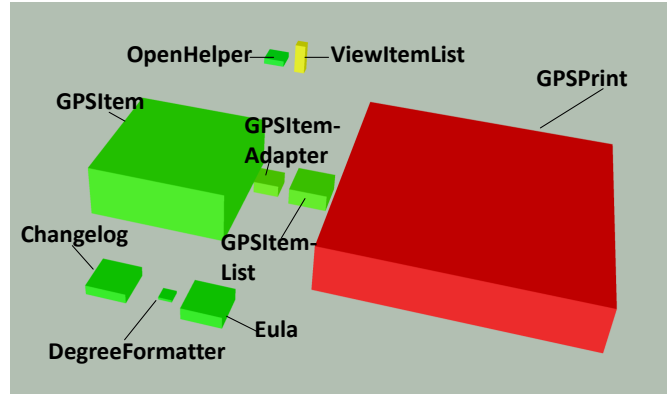 OpenHelper
ViewItemList
GPSPrint
GPSItem
GPSItem-
Adapter
Changelog
GPSItem-
List
Eula
DegreeFormatter